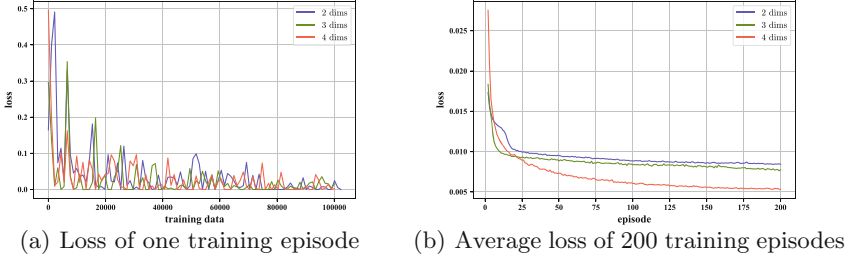 0.5
0.4
0.3
0.2
0.1
0.0
loss
0 20000 40000 60000 80000 100000
training data
2 dims
3 dims
4 dims
(a) Loss of one training episode
0.025
0.020
0.015
0.010
0.005
loss
0 25 50 75 100 125 150 175 200
episode
2 dims
3 dims
4 dims
(b) Average loss of 200 training episodes